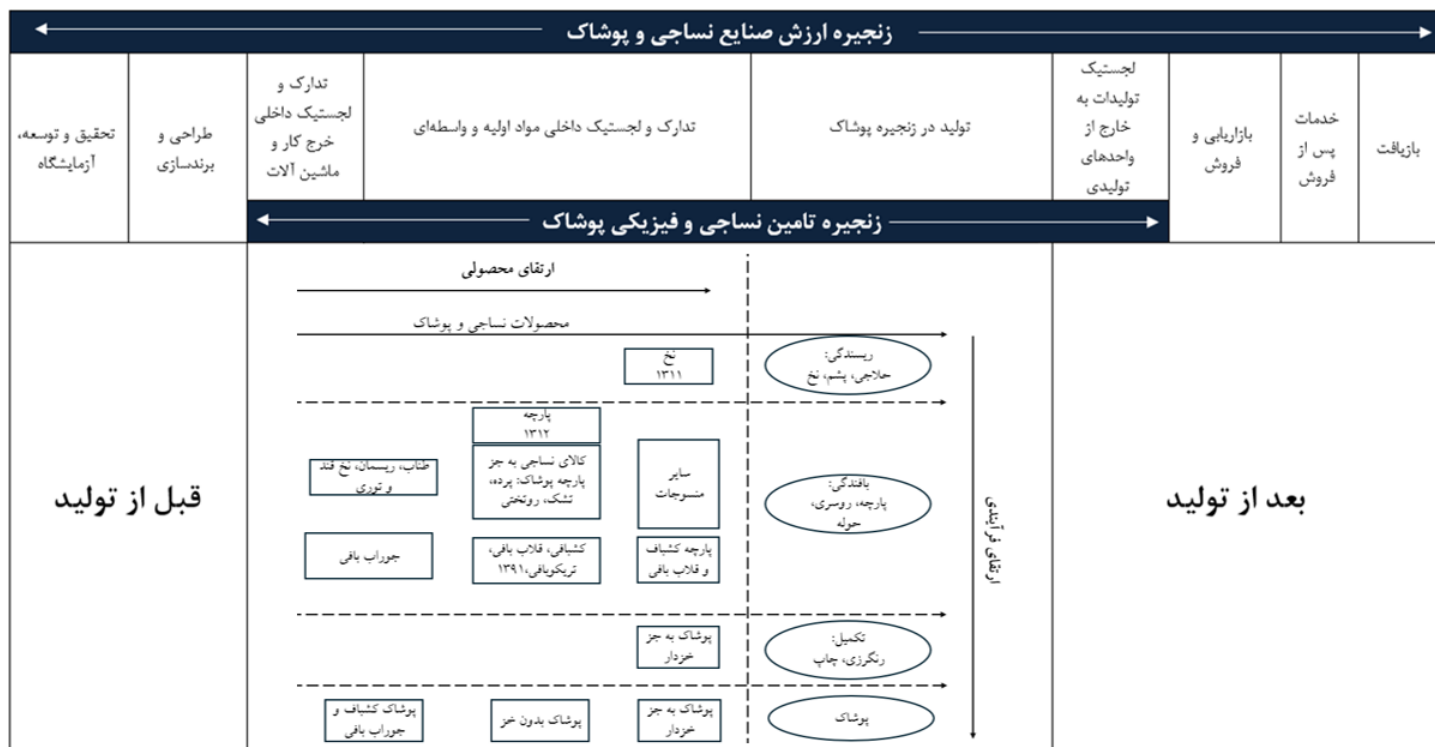 زنجیره ارزش صنایع نساجی و پوشاک
بازیافت
خدمات
پس از
فروش
بازاریابی و
فروش
لجستیک
تولیدات به
خارج از
واحدهای
تولیدی
تولید در زنجیره پوشاک
تدارک و لجستیک داخلی مواد اولیه و واسطه‌ای
تدارک و
لجستیک داخلی
خرج کار و
ماشین آلات
طراحی و
برندسازی
تحقیق و توسعه،
آزمایشگاه
زنجیره تامین نساجی و فیزیکی پوشاک
بعد از تولید
ارتقای فرآیندی
ارتقای محصولی
محصولات نساجی و پوشاک
ریسندگی:
حلاجی، پشم، نخ
نخ
۱۳۱۱
بافندگی:
پارچه، روسری،
حوله
سایر
منسوجات
پارچه
۱۳۱۲
کالای نساجی به جز
پارچه پوشاک: پرده،
تشک، روتختی
طناب، ریسمان، نخ قند
و توری
پارچه کشباف
و قلاب بافی
کشبافی، قلاب بافی،
تریکوبافی،۱۳۹۱
جوراب بافی
تکمیل:
رنگرزی، چاپ
پوشاک به جز
خزدار
پوشاک
پوشاک به جز
خزدار
پوشاک بدون خز
پوشاک کشباف و
جوراب بافی
قبل از تولید